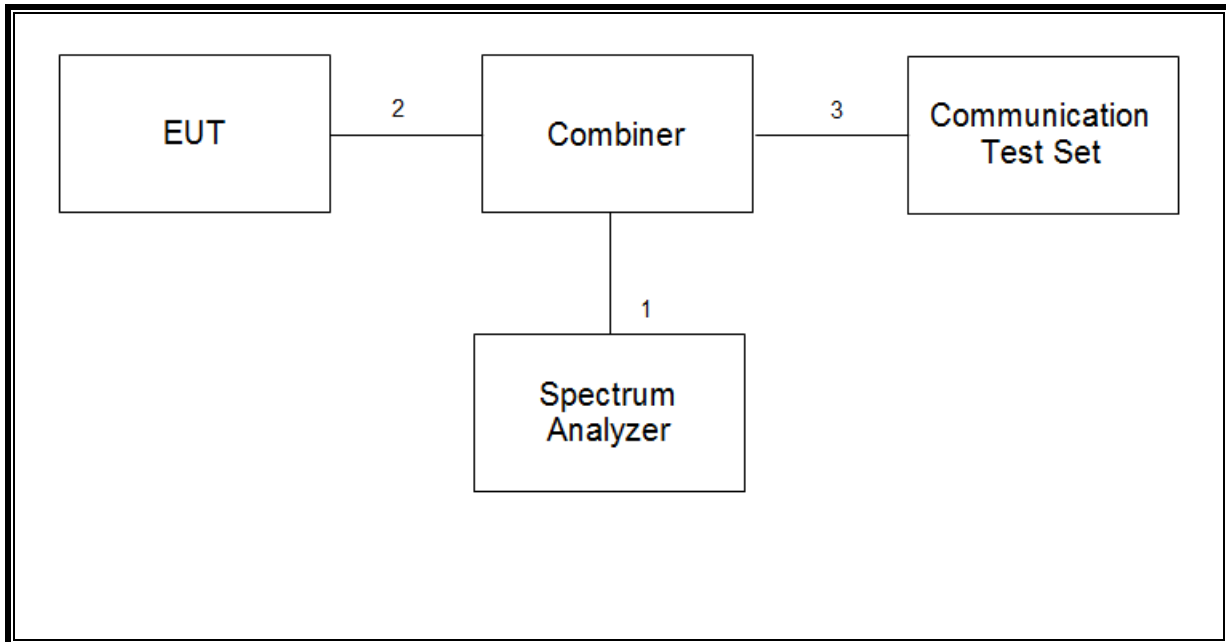 EUT
2
Combiner
3
Communication
Test Set
1
Spectrum
Analyzer